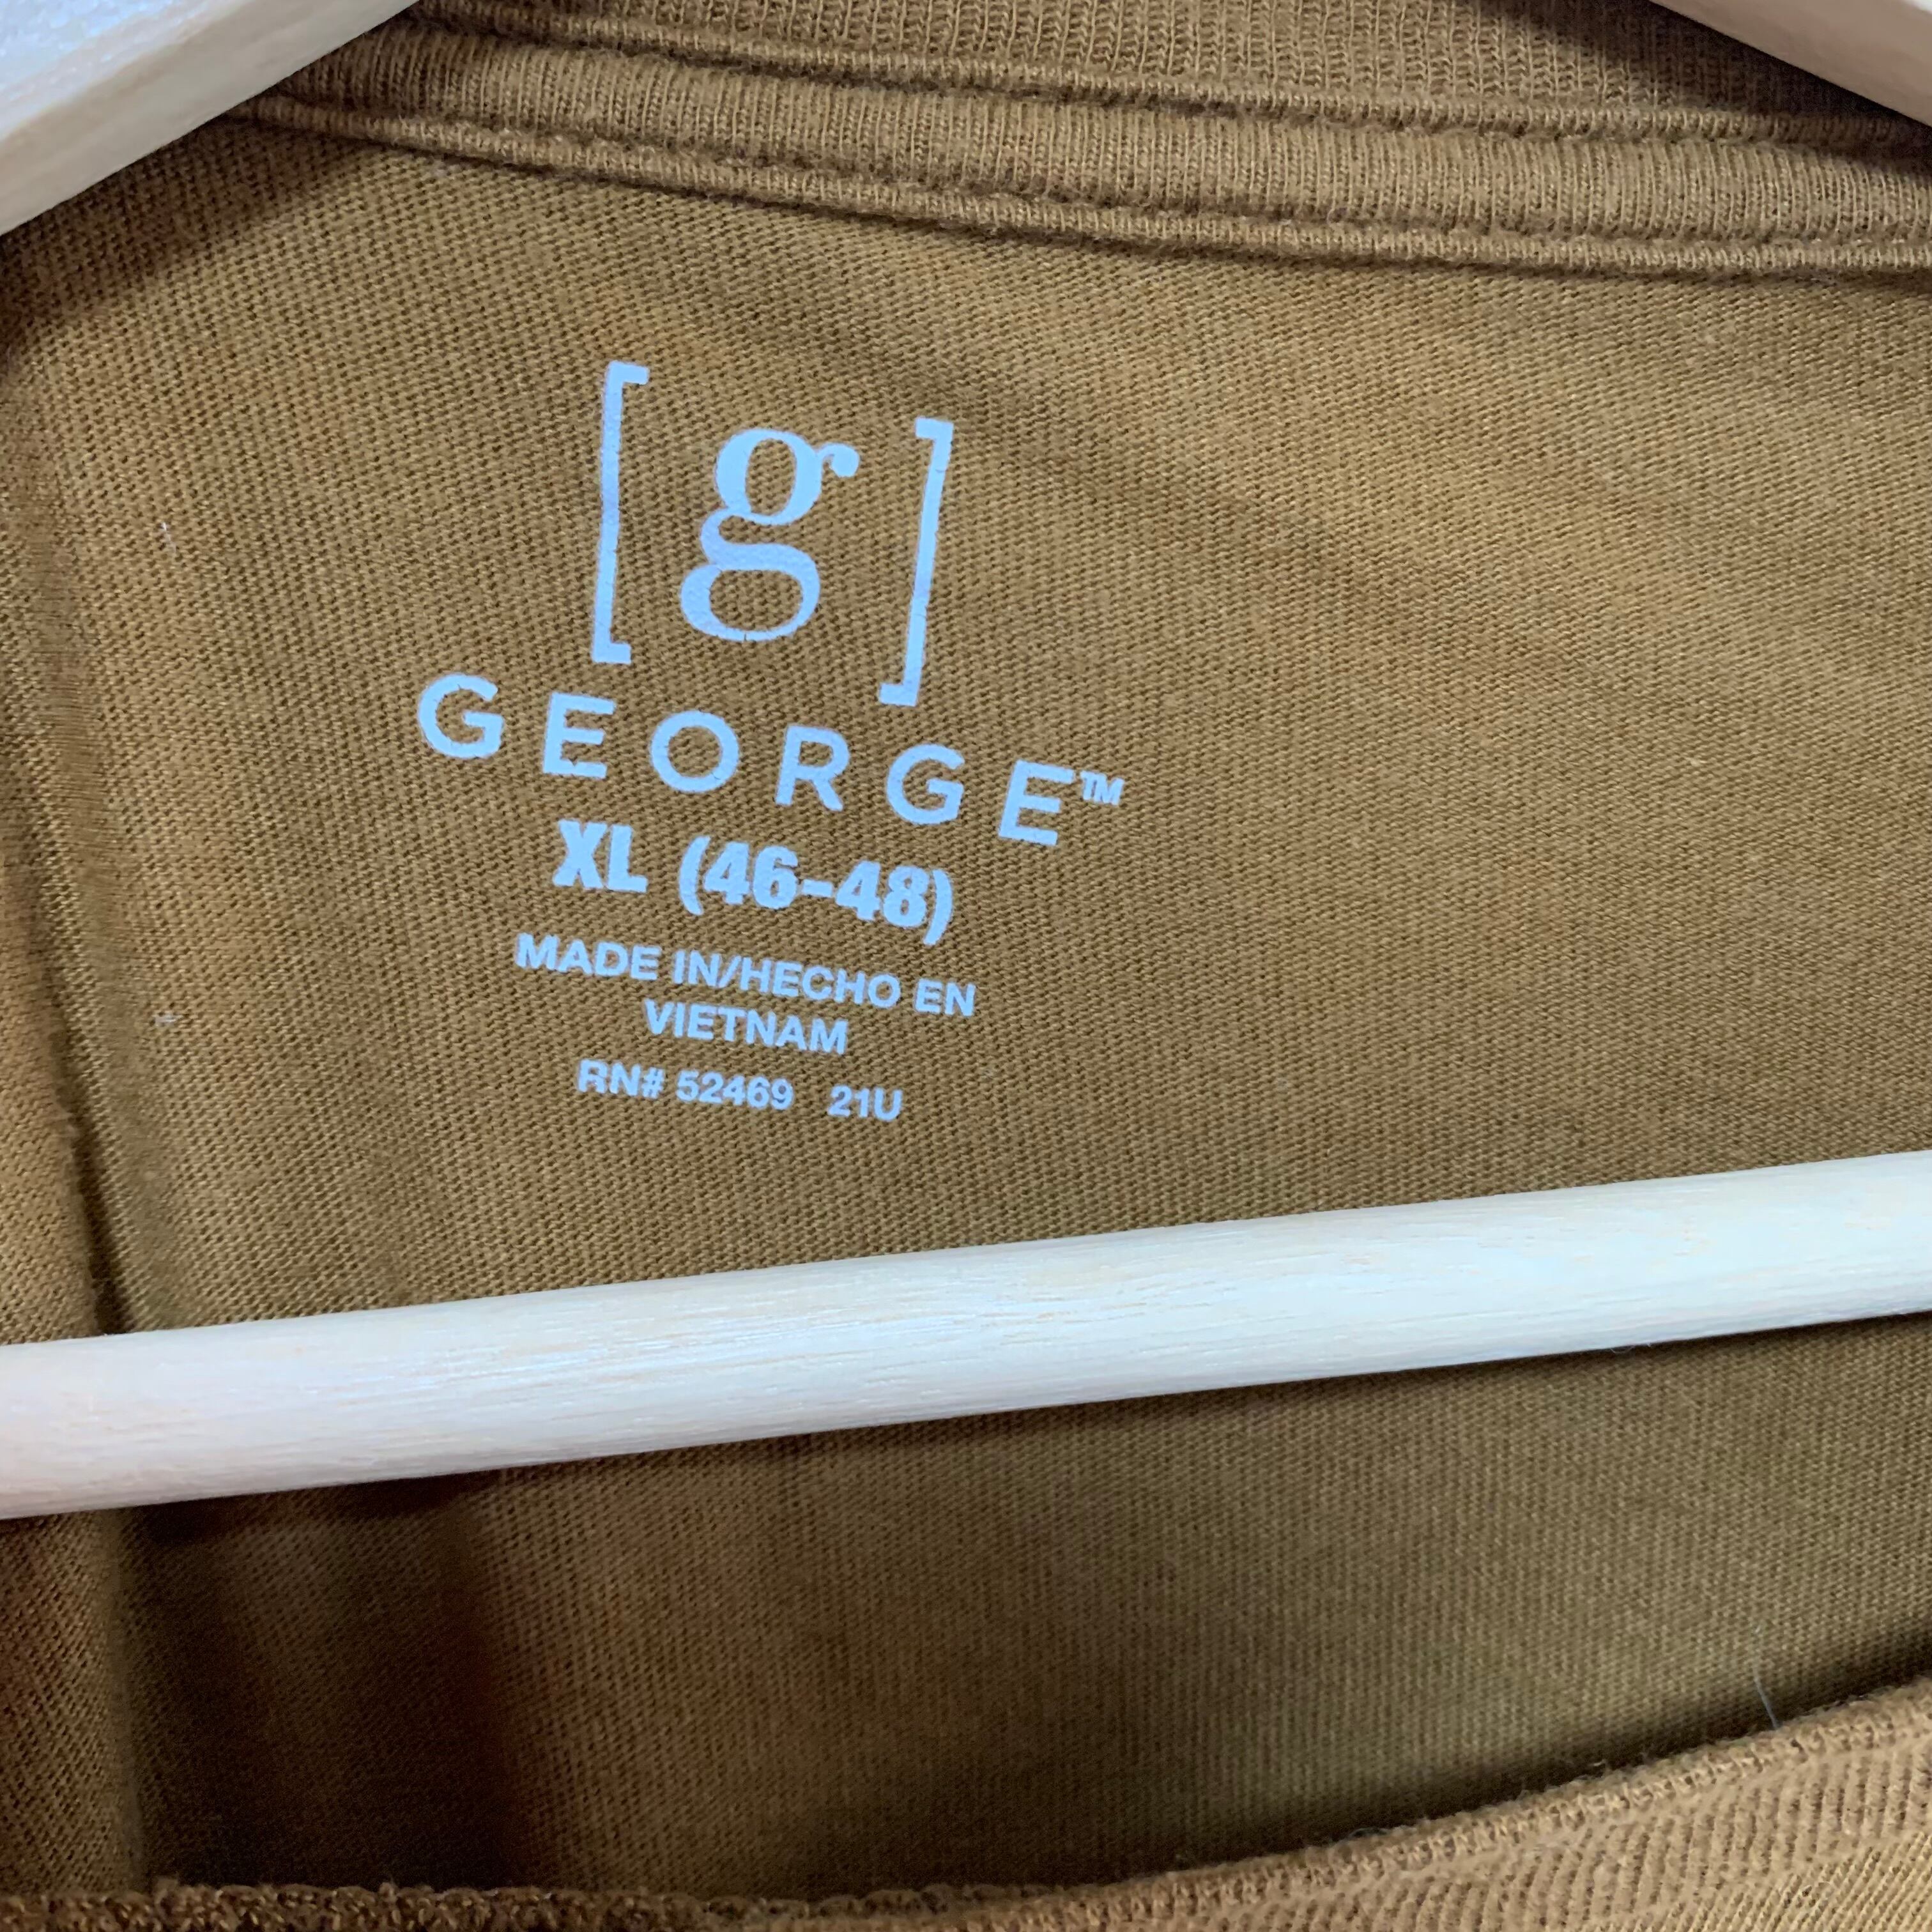 [g]
GEORGE™
XL (46-48)
MADE IN/HECHO EN
VIETNAM
RN# 52469 21U